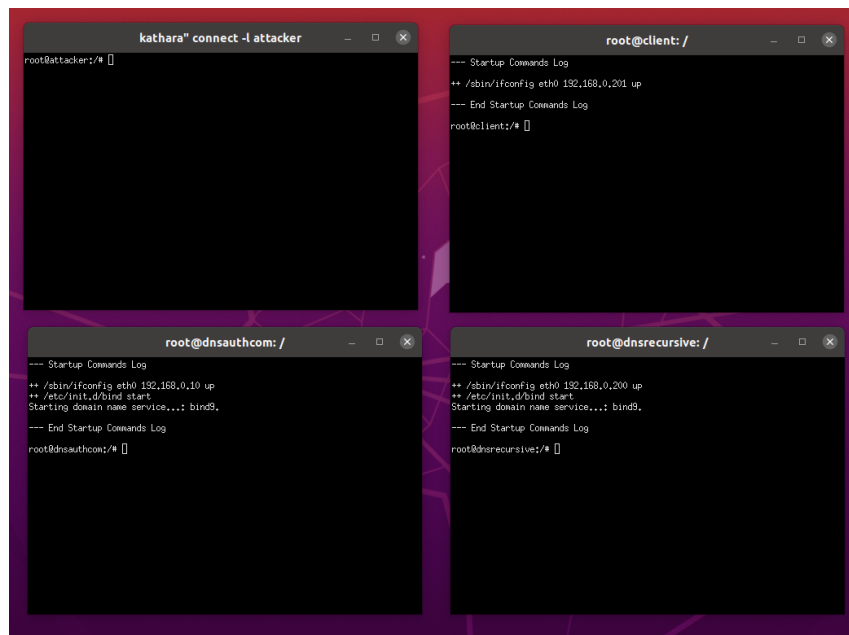 kathara" connect -l attacker
root@attacker:/#
root@client: /
--- Startup Commands Log
++ /sbin/ifconfig eth0 192.168.0.201 up
--- End Startup Commands Log
root@client:/#
root@dnsauthcom: /
--- Startup Commands Log
++ /sbin/ifconfig eth0 192.168.0.10 up
++ /etc/init.d/bind start
Starting domain name service...: bind9.
--- End Startup Commands Log
root@dnsauthcom:/#
root@dnsrecursive: /
--- Startup Commands Log
++ /sbin/ifconfig eth0 192.168.0.200 up
++ /etc/init.d/bind start
Starting domain name service...: bind9.
--- End Startup Commands Log
root@dnsrecursive:/#